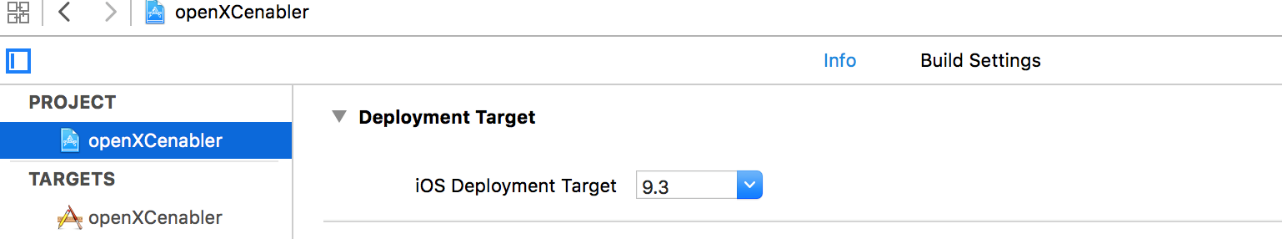 openXCenabler
Info Build Settings
PROJECT
openXCenabler
TARGETS
openXCenabler
Deployment Target
iOS Deployment Target 9.3